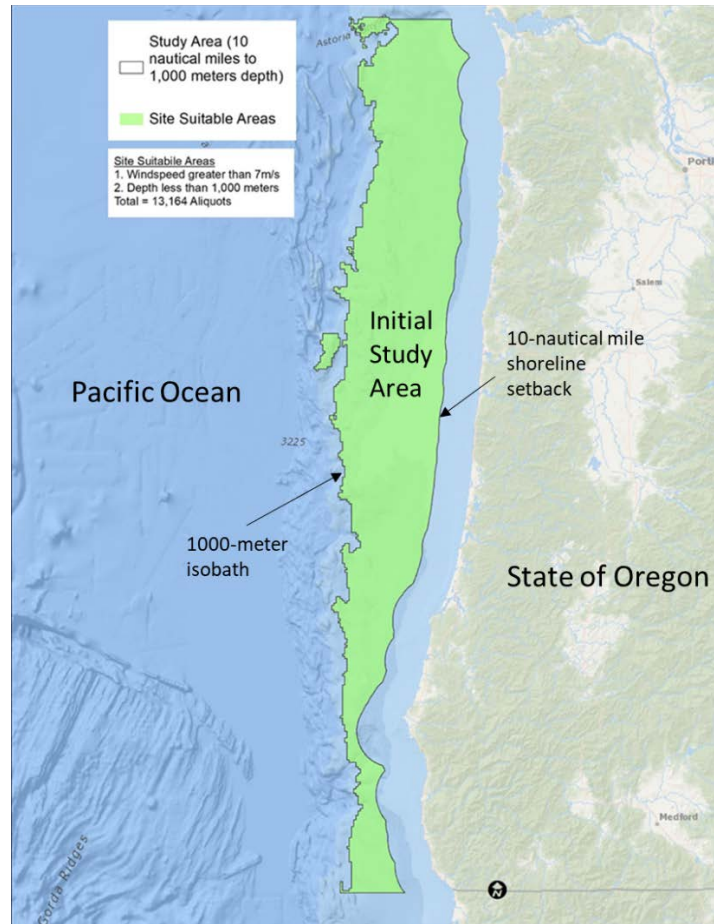 Study Area (10
nautical miles to
1,000 meters depth)
Site Suitable Areas
Site Suitabile Areas
1. Windspeed greater than 7m/s
2. Depth less than 1,000 meters
Total = 13,164 Aliquots
Astoria
Portl
Salem
Initial
Study
Area
10-nautical mile
shoreline
setback
Pacific Ocean
3225
1000-meter
isobath
State of Oregon
Medford
Gorda Ridges